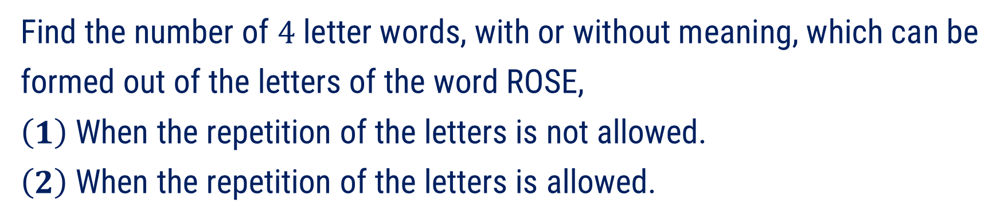 Find the number of 4 letter words, with or without meaning, which can be
formed out of the letters of the word ROSE,
(1) When the repetition of the letters is not allowed.
(2) When the repetition of the letters is allowed.